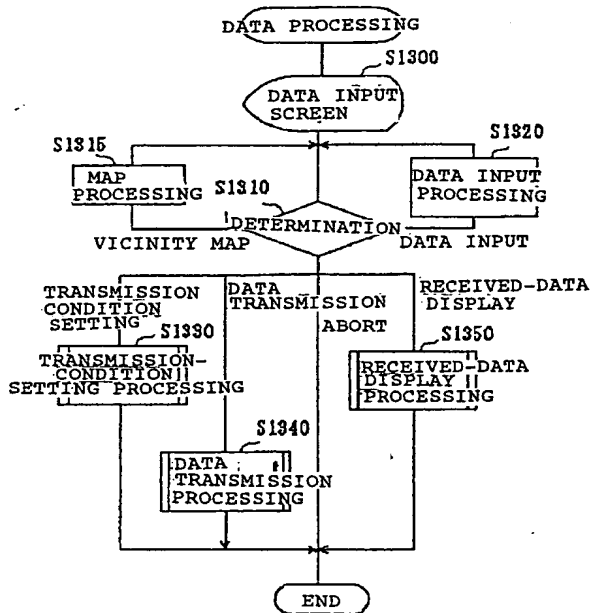 DATA PROCESSING
S1300
DATA INPUT
SCREEN
S1315
MAP
PROCESSING
S1310
S1320
DATA INPUT
PROCESSING
DETERMINATION
VICINITY MAP
DATA INPUT
TRANSMISSION
CONDITION
SETTING
DATA
TRANSMISSION
ABORT
RECEIVED-DATA
DISPLAY
S1330
TRANSMISSION-
CONDITION
SETTING PROCESSING
S1350
RECEIVED-DATA
DISPLAY
PROCESSING
S1340
DATA
TRANSMISSION
PROCESSING
END